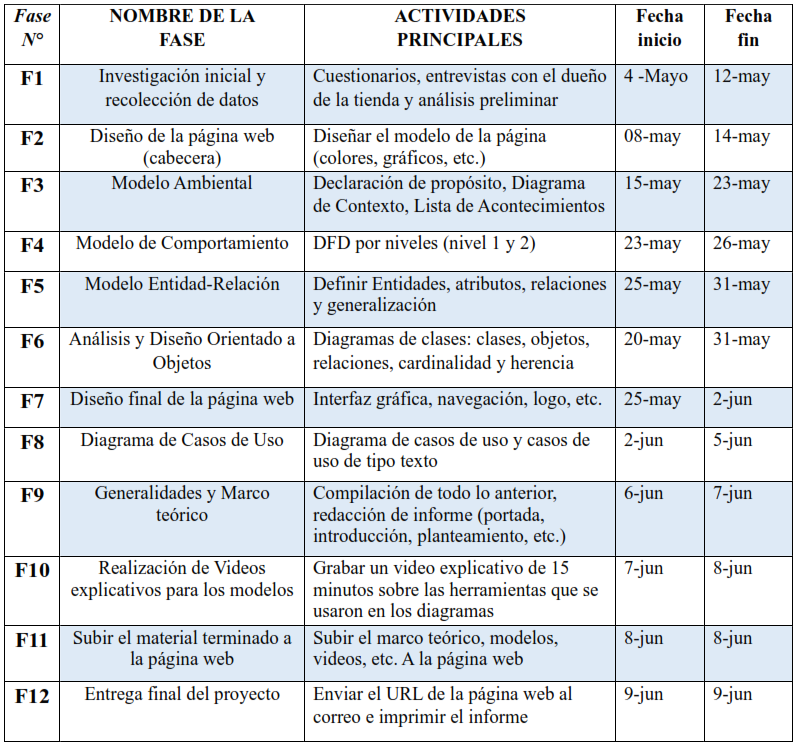 Fase N° NOMBRE DE LA FASE ACTIVIDADES PRINCIPALES Fecha inicio Fecha fin
F1 Investigación inicial y recolección de datos Cuestionarios, entrevistas con el dueño de la tienda y análisis preliminar 4 -Mayo 12-may
F2 Diseño de la página web (cabecera) Diseñar el modelo de la página (colores, gráficos, etc.) 08-may 14-may
F3 Modelo Ambiental Declaración de propósito, Diagrama de Contexto, Lista de Acontecimientos 15-may 23-may
F4 Modelo de Comportamiento DFD por niveles (nivel 1 y 2) 23-may 26-may
F5 Modelo Entidad-Relación Definir Entidades, atributos, relaciones y generalización 25-may 31-may
F6 Análisis y Diseño Orientado a Objetos Diagramas de clases: clases, objetos, relaciones, cardinalidad y herencia 20-may 31-may
F7 Diseño final de la página web Interfaz gráfica, navegación, logo, etc. 25-may 2-jun
F8 Diagrama de Casos de Uso Diagrama de casos de uso y casos de uso de tipo texto 2-jun 5-jun
F9 Generalidades y Marco teórico Compilación de todo lo anterior, redacción de informe (portada, introducción, planteamiento, etc.) 6-jun 7-jun
F10 Realización de Videos explicativos para los modelos Grabar un video explicativo de 15 minutos sobre las herramientas que se usaron en los diagramas 7-jun 8-jun
F11 Subir el material terminado a la página web Subir el marco teórico, modelos, videos, etc. A la página web 8-jun 8-jun
F12 Entrega final del proyecto Enviar el URL de la página web al correo e imprimir el informe 9-jun 9-jun